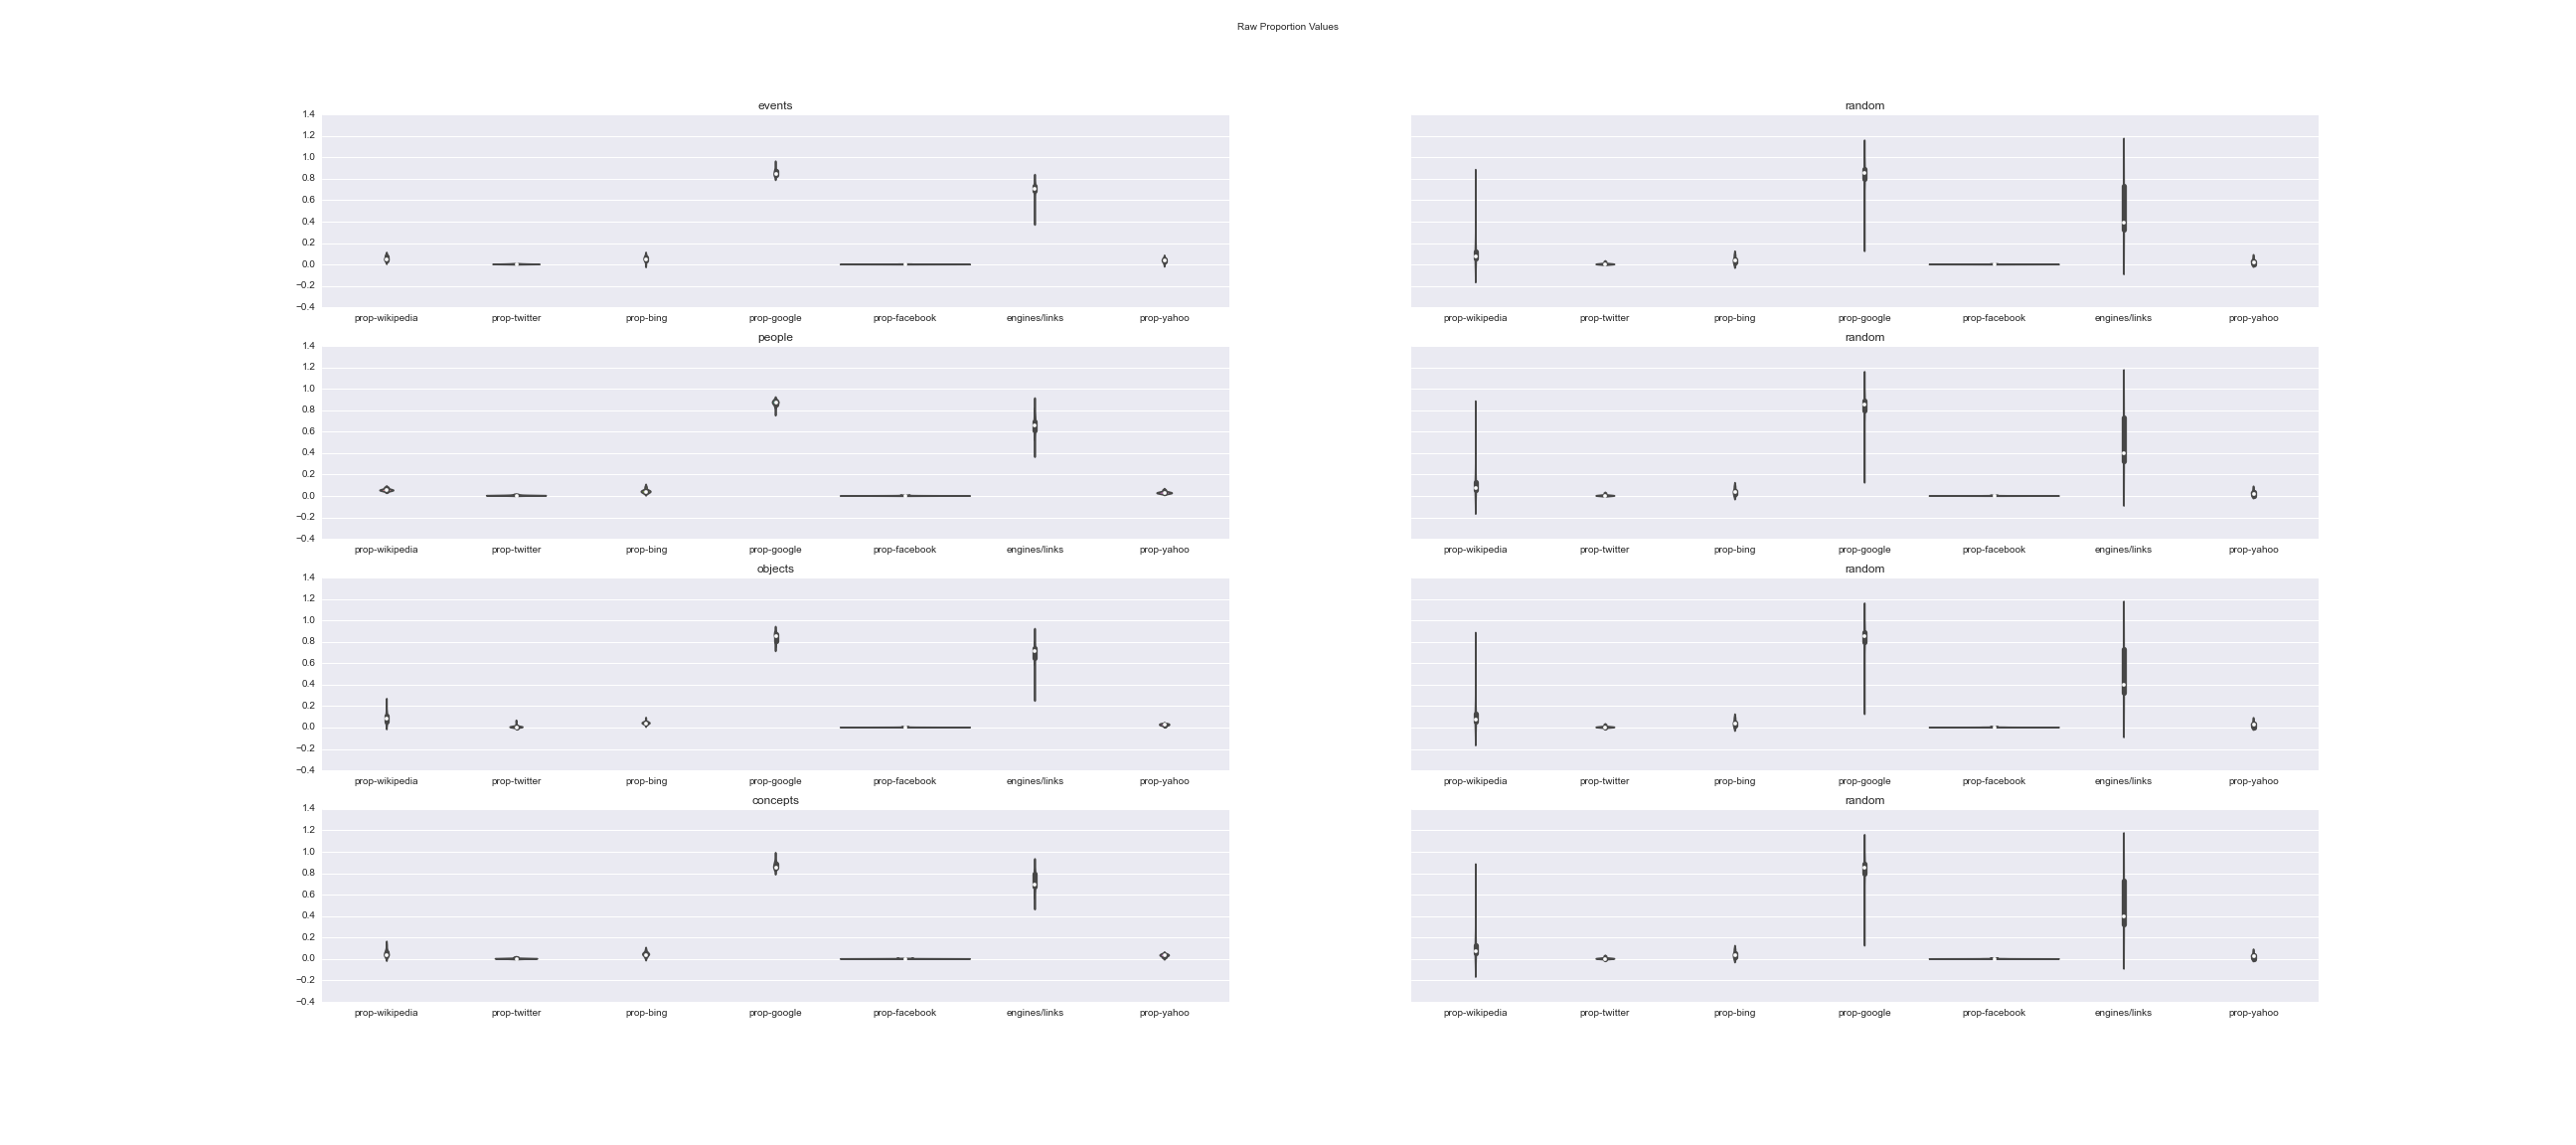 Raw Proportion Values
events
1.4
1.2
1.0
0.8
0.6
0.4
0.2
0.0
−0.2
−0.4
prop-wikipedia prop-twitter prop-bing prop-google prop-facebook engines/links prop-yahoo
random
prop-wikipedia prop-twitter prop-bing prop-google prop-facebook engines/links prop-yahoo
people
1.4
1.2
1.0
0.8
0.6
0.4
0.2
0.0
−0.2
−0.4
prop-wikipedia prop-twitter prop-bing prop-google prop-facebook engines/links prop-yahoo
random
prop-wikipedia prop-twitter prop-bing prop-google prop-facebook engines/links prop-yahoo
objects
1.4
1.2
1.0
0.8
0.6
0.4
0.2
0.0
−0.2
−0.4
prop-wikipedia prop-twitter prop-bing prop-google prop-facebook engines/links prop-yahoo
random
prop-wikipedia prop-twitter prop-bing prop-google prop-facebook engines/links prop-yahoo
concepts
1.4
1.2
1.0
0.8
0.6
0.4
0.2
0.0
−0.2
−0.4
prop-wikipedia prop-twitter prop-bing prop-google prop-facebook engines/links prop-yahoo
random
prop-wikipedia prop-twitter prop-bing prop-google prop-facebook engines/links prop-yahoo